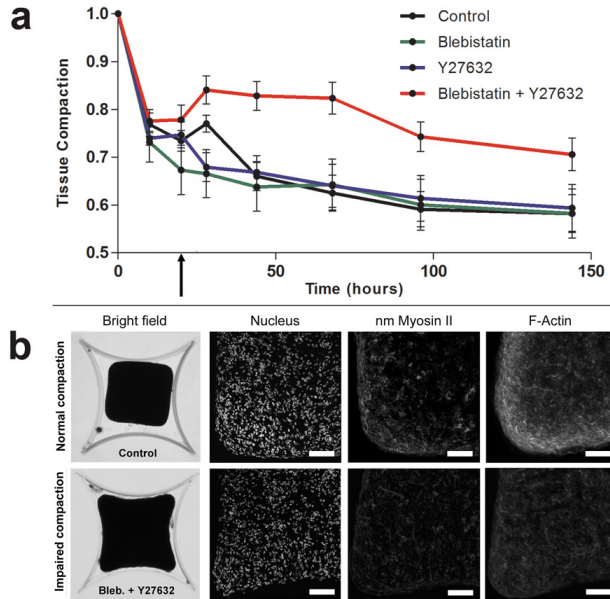 a
1.0
0.9
0.8
0.7
0.6
0.5
Tissue Compaction
Control
Blebistatin
Y27632
Blebistatin + Y27632
0
50
100
150
Time (hours)
b
Bright field
Nucleus
nm Myosin II
F-Actin
Normal compaction
Control
Impaired compaction
Bleb. + Y27632